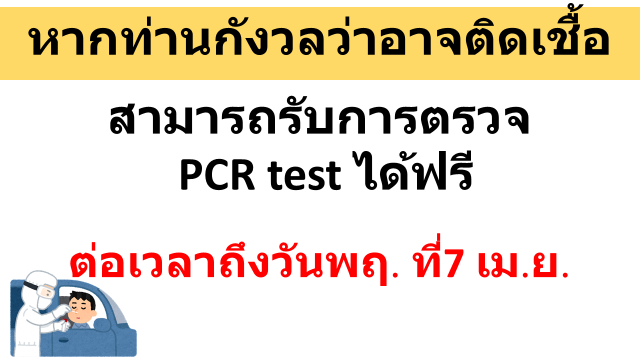 หากท่านกังวลว่าอาจติดเชื้อ
สามารถรับการตรวจ
PCR test ได้ฟรี
ต่อเวลาถึงวันพฤ. ที่7 เม.ย.